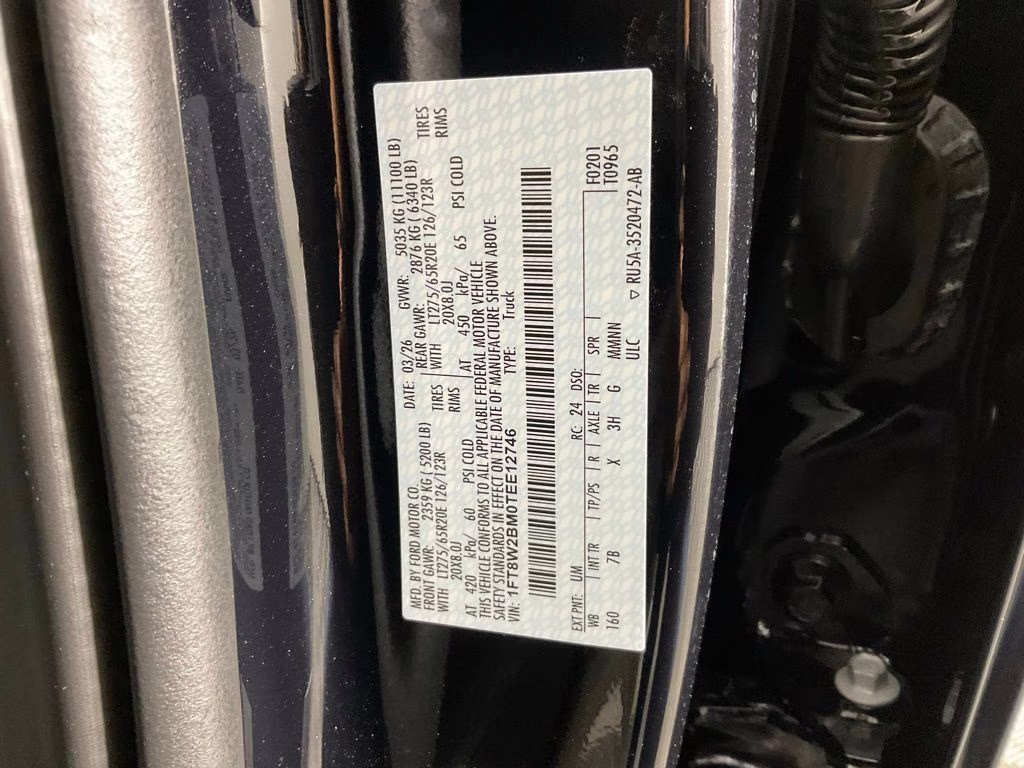 MFD. BY FORD MOTOR CO.
DATE: 03/26 GVWR: 5035 KG (11100 LB)
FRONT GAWR: 2359 KG ( 5200 LB) REAR GAWR: 2876 KG ( 6340 LB)
WITH LT275/65R20E 126/123R TIRES WITH LT275/65R20E 126/123R TIRES
20X8.0J RIMS 20X8.0J RIMS
AT 420 kPa/ 60 PSI COLD AT 450 kPa/ 65 PSI COLD
THIS VEHICLE CONFORMS TO ALL APPLICABLE FEDERAL MOTOR VEHICLE
SAFETY STANDARDS IN EFFECT ON THE DATE OF MANUFACTURE SHOWN ABOVE.
VIN: 1FT8W2BM0TEE12746 TYPE: Truck
EXT PNT: UM RC: 24 DSO: F0201
WB | INT TR | TP/PS | R | AXLE | TR | SPR | T0965
160 7B X 3H G MMNNN
ULC ▽ RU5A-3520472-AB